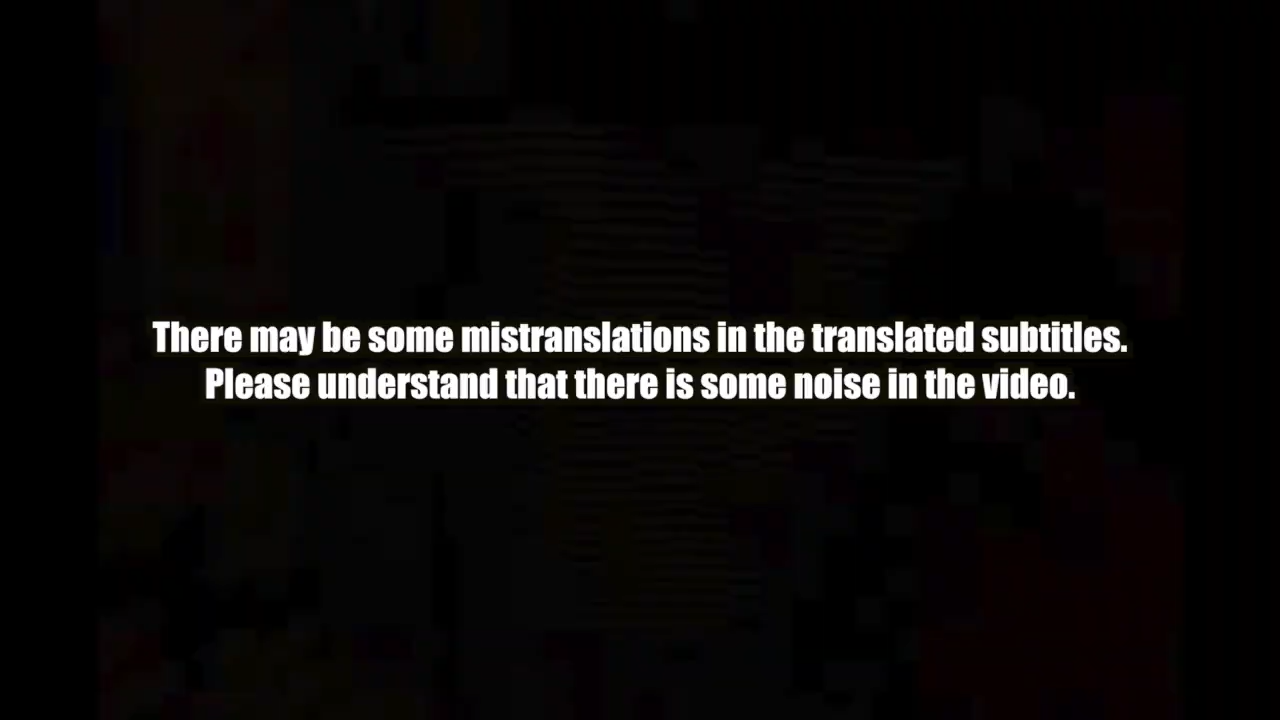 There may be some mistranslations in the translated subtitles.
Please understand that there is some noise in the video.